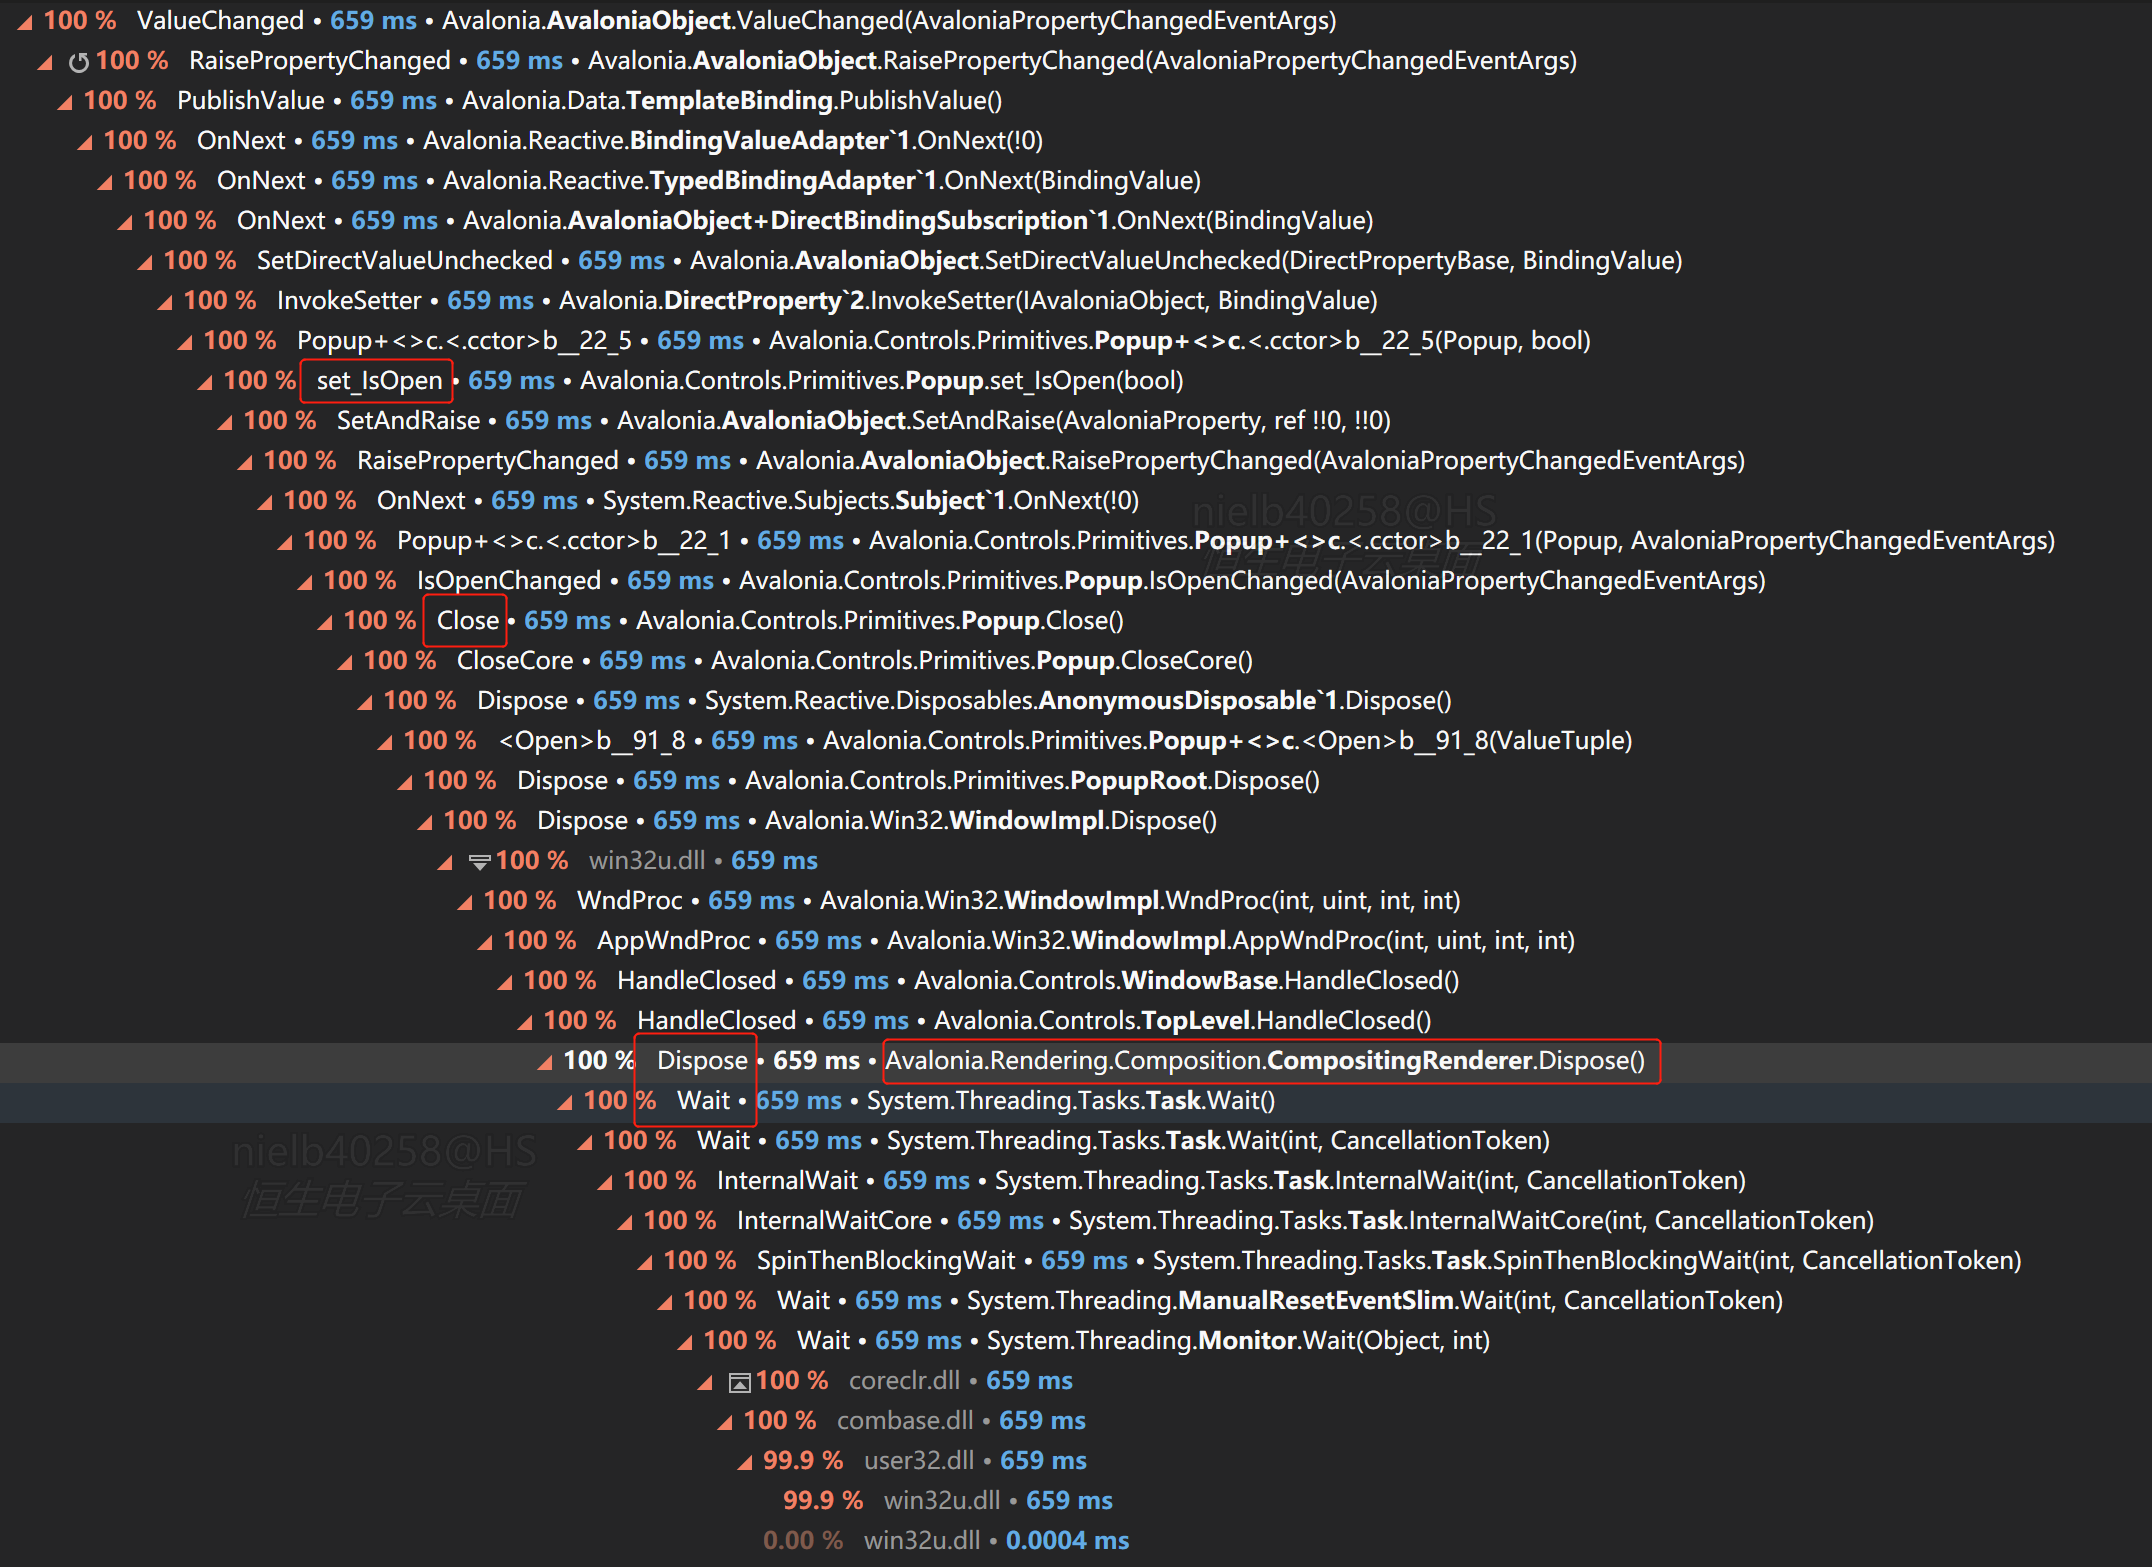 100 % ValueChanged • 659 ms • Avalonia.AvaloniaObject.ValueChanged(AvaloniaPropertyChangedEventArgs)
100 % RaisePropertyChanged • 659 ms • Avalonia.AvaloniaObject.RaisePropertyChanged(AvaloniaPropertyChangedEventArgs)
100 % PublishValue • 659 ms • Avalonia.Data.TemplateBinding.PublishValue()
100 % OnNext • 659 ms • Avalonia.Reactive.BindingValueAdapter`1.OnNext(!0)
100 % OnNext • 659 ms • Avalonia.Reactive.TypedBindingAdapter`1.OnNext(BindingValue)
100 % OnNext • 659 ms • Avalonia.AvaloniaObject+DirectBindingSubscription`1.OnNext(BindingValue)
100 % SetDirectValueUnchecked • 659 ms • Avalonia.AvaloniaObject.SetDirectValueUnchecked(DirectPropertyBase, BindingValue)
100 % InvokeSetter • 659 ms • Avalonia.DirectProperty`2.InvokeSetter(IAvaloniaObject, BindingValue)
100 % Popup+<>c.<.cctor>b__22_5 • 659 ms • Avalonia.Controls.Primitives.Popup+<>c.<.cctor>b__22_5(Popup, bool)
100 % set_IsOpen • 659 ms • Avalonia.Controls.Primitives.Popup.set_IsOpen(bool)
100 % SetAndRaise • 659 ms • Avalonia.AvaloniaObject.SetAndRaise(AvaloniaProperty, ref !!0, !!0)
100 % RaisePropertyChanged • 659 ms • Avalonia.AvaloniaObject.RaisePropertyChanged(AvaloniaPropertyChangedEventArgs)
100 % OnNext • 659 ms • System.Reactive.Subjects.Subject`1.OnNext(!0)
nielb40258@HS
100 % Popup+<>c.<.cctor>b__22_1 • 659 ms • Avalonia.Controls.Primitives.Popup+<>c.<.cctor>b__22_1(Popup, AvaloniaPropertyChangedEventArgs)
恒生电子云桌面
100 % IsOpenChanged • 659 ms • Avalonia.Controls.Primitives.Popup.IsOpenChanged(AvaloniaPropertyChangedEventArgs)
100 % Close • 659 ms • Avalonia.Controls.Primitives.Popup.Close()
100 % CloseCore • 659 ms • Avalonia.Controls.Primitives.Popup.CloseCore()
100 % Dispose • 659 ms • System.Reactive.Disposables.AnonymousDisposable`1.Dispose()
100 % <Open>b__91_8 • 659 ms • Avalonia.Controls.Primitives.Popup+<>c.<Open>b__91_8(ValueTuple)
100 % Dispose • 659 ms • Avalonia.Controls.Primitives.PopupRoot.Dispose()
100 % Dispose • 659 ms • Avalonia.Win32.WindowImpl.Dispose()
100 % win32u.dll • 659 ms
100 % WndProc • 659 ms • Avalonia.Win32.WindowImpl.WndProc(int, uint, int, int)
100 % AppWndProc • 659 ms • Avalonia.Win32.WindowImpl.AppWndProc(int, uint, int, int)
100 % HandleClosed • 659 ms • Avalonia.Controls.WindowBase.HandleClosed()
100 % HandleClosed • 659 ms • Avalonia.Controls.TopLevel.HandleClosed()
100 % Dispose • 659 ms • Avalonia.Rendering.Composition.CompositingRenderer.Dispose()
100 % Wait • 659 ms • System.Threading.Tasks.Task.Wait()
100 % Wait • 659 ms • System.Threading.Tasks.Task.Wait(int, CancellationToken)
nielb40258@HS
100 % InternalWait • 659 ms • System.Threading.Tasks.Task.InternalWait(int, CancellationToken)
恒生电子云桌面
100 % InternalWaitCore • 659 ms • System.Threading.Tasks.Task.InternalWaitCore(int, CancellationToken)
100 % SpinThenBlockingWait • 659 ms • System.Threading.Tasks.Task.SpinThenBlockingWait(int, CancellationToken)
100 % Wait • 659 ms • System.Threading.ManualResetEventSlim.Wait(int, CancellationToken)
100 % Wait • 659 ms • System.Threading.Monitor.Wait(Object, int)
100 % coreclr.dll • 659 ms
100 % combase.dll • 659 ms
99.9 % user32.dll • 659 ms
99.9 % win32u.dll • 659 ms
0.00 % win32u.dll • 0.0004 ms